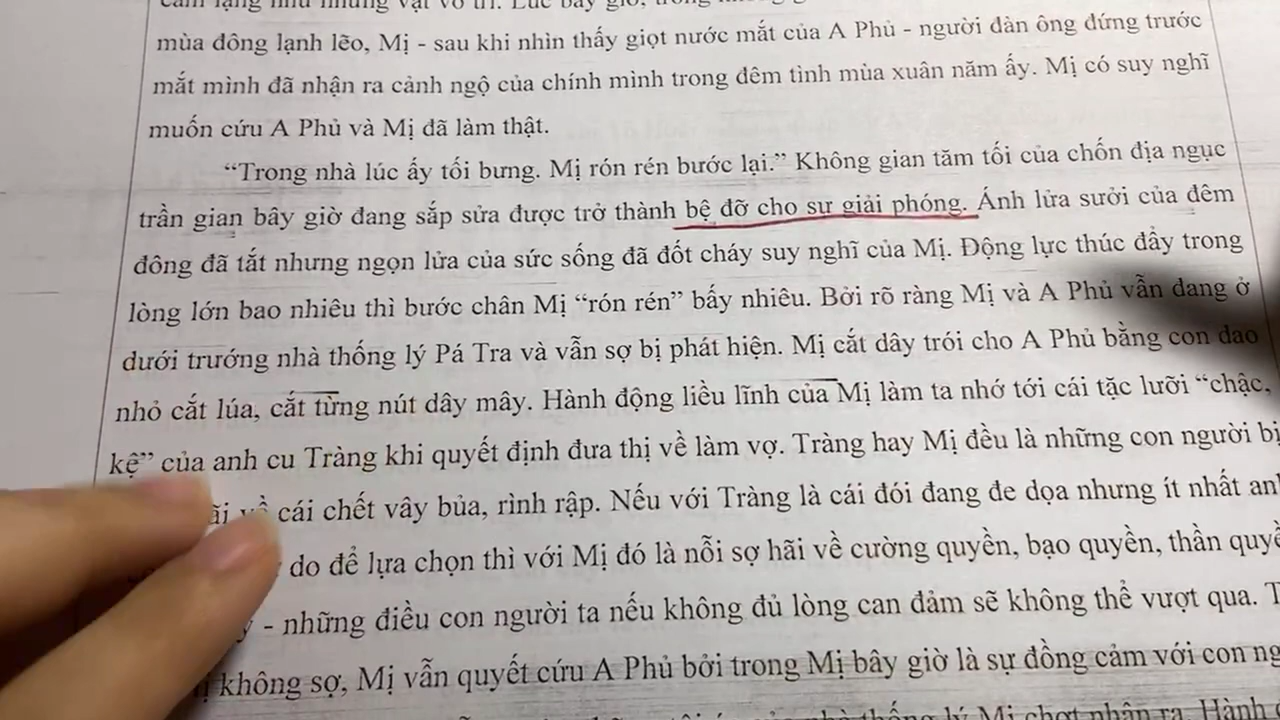 mùa đông lạnh lẽo, Mị - sau khi nhìn thấy giọt nước mắt của A Phủ - người đàn ông đứng trước
mắt mình đã nhận ra cảnh ngộ của chính mình trong đêm tình mùa xuân năm ấy. Mị có suy nghĩ
muốn cứu A Phủ và Mị đã làm thật.
“Trong nhà lúc ấy tối bưng. Mị rón rén bước lại.” Không gian tăm tối của chốn địa ngục
trần gian bây giờ đang sắp sửa được trở thành bệ đỡ cho sự giải phóng. Ánh lửa sưởi của đêm
đông đã tắt nhưng ngọn lửa của sức sống đã đốt cháy suy nghĩ của Mị. Động lực thúc đẩy trong
lòng lớn bao nhiêu thì bước chân Mị “rón rén” bấy nhiêu. Bởi rõ ràng Mị và A Phủ vẫn đang ở
dưới trướng nhà thống lý Pá Tra và vẫn sợ bị phát hiện. Mị cắt dây trói cho A Phủ bằng con dao
nhỏ cắt lúa, cắt từng nút dây mây. Hành động liều lĩnh của Mị làm ta nhớ tới cái tặc lưỡi “chậc,
kệ” của anh cu Tràng khi quyết định đưa thị về làm vợ. Tràng hay Mị đều là những con người bị
về cái chết vây bủa, rình rập. Nếu với Tràng là cái đói đang đe dọa nhưng ít nhất
do để lựa chọn thì với Mị đó là nỗi sợ hãi về cường quyền, bạo quyền, thần
- những điều con người ta nếu không đủ lòng can đảm sẽ không thể vượt qua.
không sợ, Mị vẫn quyết cứu A Phủ bởi trong Mị bây giờ là sự đồng cảm với con
thống lý Mị chợt nhận ra. Hành